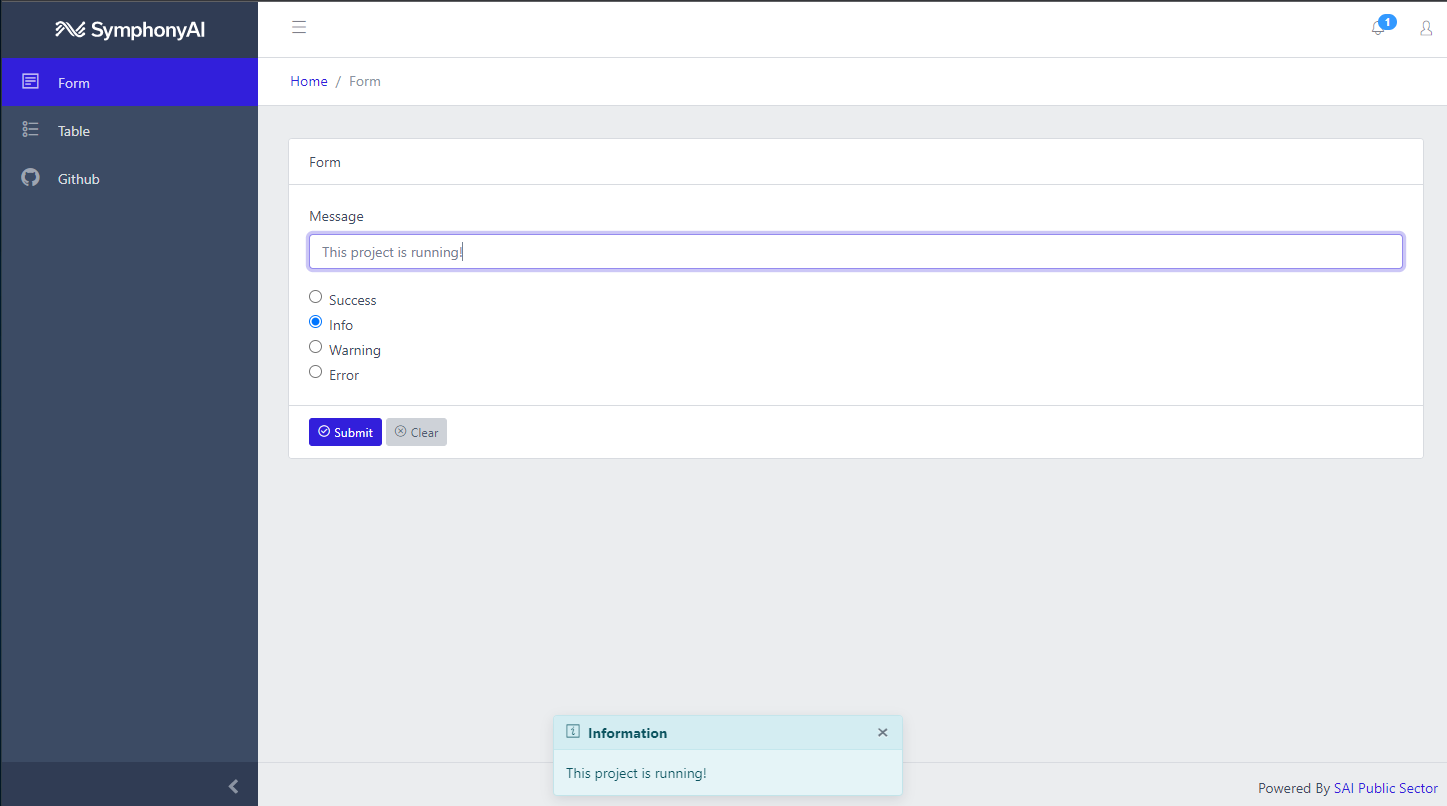 SymphonyAI
1
Form
Table
Github
Home / Form
Form
Message
This project is running!
Success
Info
Warning
Error
Submit Clear
Information
This project is running!
Powered By SAI Public Sector